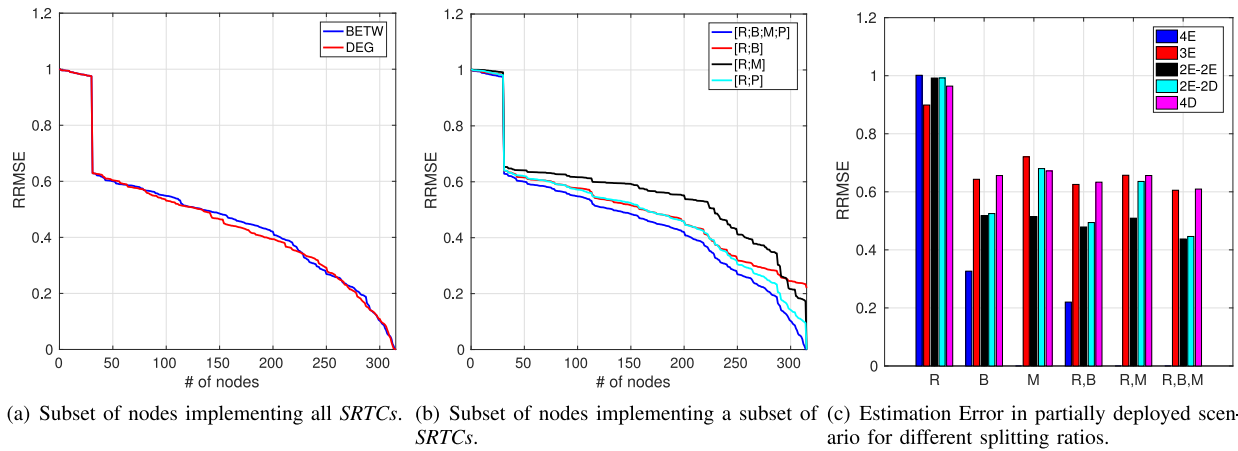 1.2
1
0.8
0.6
0.4
0.2
0
RRMSE
0 50 100 150 200 250 300
# of nodes
BETW
DEG
1.2
1
0.8
0.6
0.4
0.2
0
RRMSE
0 50 100 150 200 250 300
# of nodes
[R;B;M;P]
[R;B]
[R;M]
[R;P]
1.2
1
0.8
0.6
0.4
0.2
0
RRMSE
R B M R,B R,M R,B,M
4E
3E
2E-2E
2E-2D
4D
(a) Subset of nodes implementing all SRTCs.
(b) Subset of nodes implementing a subset of
SRTCs.
(c) Estimation Error in partially deployed scen-
ario for different splitting ratios.